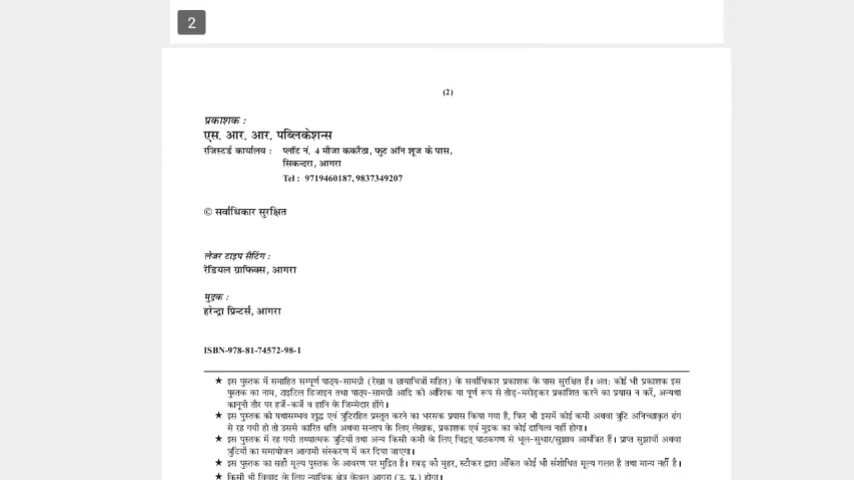 2
(2)
प्रकाशक :
एस. आर. आर. पब्लिकेशन्स
रजिस्टर्ड कार्यालय : प्लॉट नं. 4 मौजा ककरैठा, फुट ऑन शूज के पास,
सिकन्दरा, आगरा
Tel : 9719460187, 9837349207
© सर्वाधिकार सुरक्षित
लेजर टाइप सैटिंग :
रेडियल ग्राफिक्स, आगरा
मुद्रक :
हरेन्द्रा प्रिन्टर्स, आगरा
ISBN-978-81-74572-98-1
★ इस पुस्तक में समाहित सम्पूर्ण पाठ्य-सामग्री (रेखा व छायाचित्रों सहित) के सर्वाधिकार प्रकाशक के पास सुरक्षित हैं। अतः कोई भी प्रकाशक इस
पुस्तक का नाम, टाइटिल डिजाइन तथा पाठ्य-सामग्री आदि को आंशिक या पूर्ण रूप से तोड़-मरोड़कर प्रकाशित करने का प्रयास न करें, अन्यथा
कानूनी तौर पर हर्जे-कर्जे व हानि के जिम्मेदार होंगे।
★ इस पुस्तक को यथासम्भव शुद्ध एवं त्रुटिरहित प्रस्तुत करने का भरसक प्रयास किया गया है, फिर भी इसमें कोई कमी अथवा त्रुटि अनिच्छाकृत ढंग
से रह गयी हो तो उससे कारित क्षति अथवा सन्ताप के लिए लेखक, प्रकाशक एवं मुद्रक का कोई दायित्व नहीं होगा।
★ इस पुस्तक में रह गयी तथ्यात्मक त्रुटियों तथा अन्य किसी कमी के लिए विद्वत् पाठकगण से भूल-सुधार/सुझाव आमंत्रित हैं। प्राप्त सुझावों अथवा
त्रुटियों का समायोजन आगामी संस्करण में कर दिया जाएगा।
★ इस पुस्तक का सही मूल्य पुस्तक के आवरण पर मुद्रित है। रबड़ की मुहर, स्टीकर द्वारा अंकित कोई भी संशोधित मूल्य गलत है तथा मान्य नहीं है।
★ किसी भी विवाद के लिए न्यायिक क्षेत्र केवल आगरा (उ. प्र.) होगा।